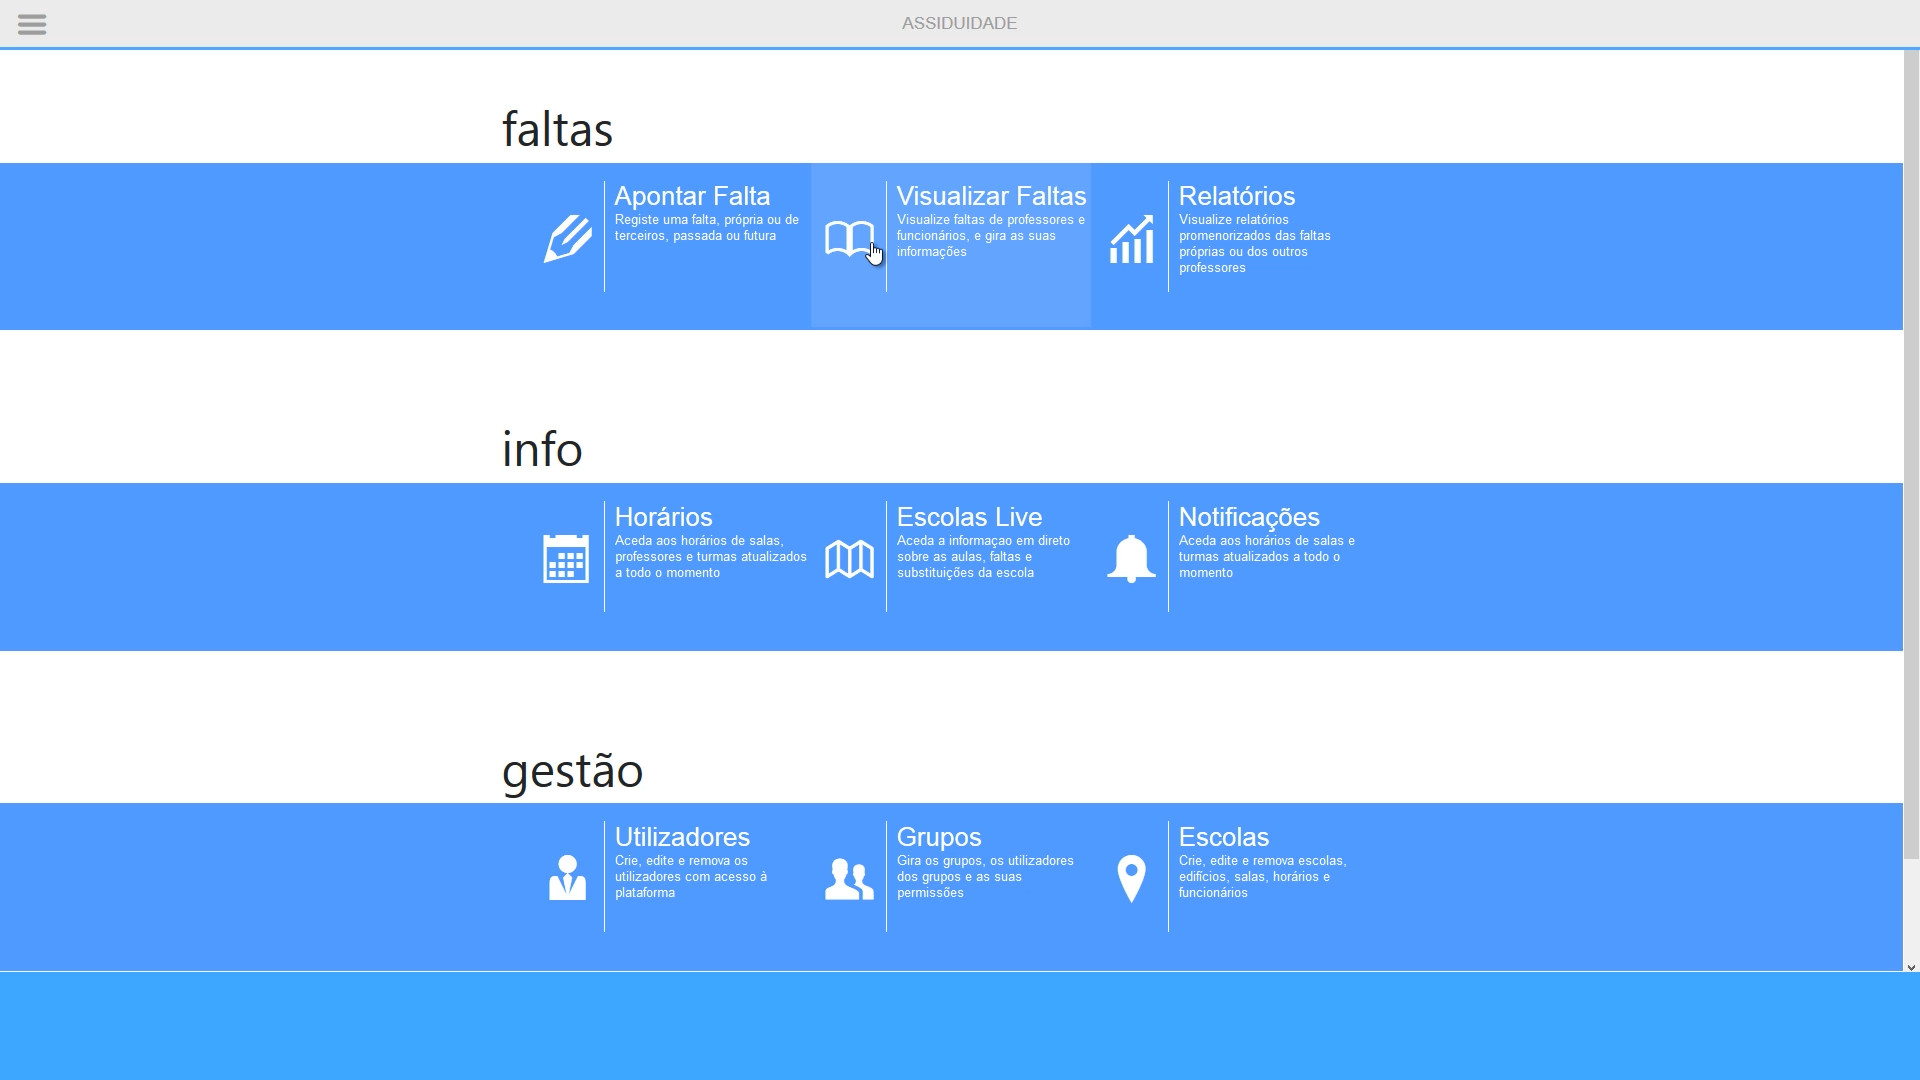 ASSIDUIDADE
faltas
Apontar Falta
Registe uma falta, própria ou de
terceiros, passada ou futura
Visualizar Faltas
Visualize faltas de professores e
funcionários, e gira as suas
informações
Relatórios
Visualize relatórios
promenorizados das faltas
próprias ou dos outros
professores
info
Horários
Aceda aos horários de salas,
professores e turmas atualizados
a todo o momento
Escolas Live
Aceda a informaçao em direto
sobre as aulas, faltas e
substituições da escola
Notificações
Aceda aos horários de salas e
turmas atualizados a todo o
momento
gestão
Utilizadores
Crie, edite e remova os
utilizadores com acesso à
plataforma
Grupos
Gira os grupos, os utilizadores
dos grupos e as suas
permissões
Escolas
Crie, edite e remova escolas,
edifícios, salas, horários e
funcionários